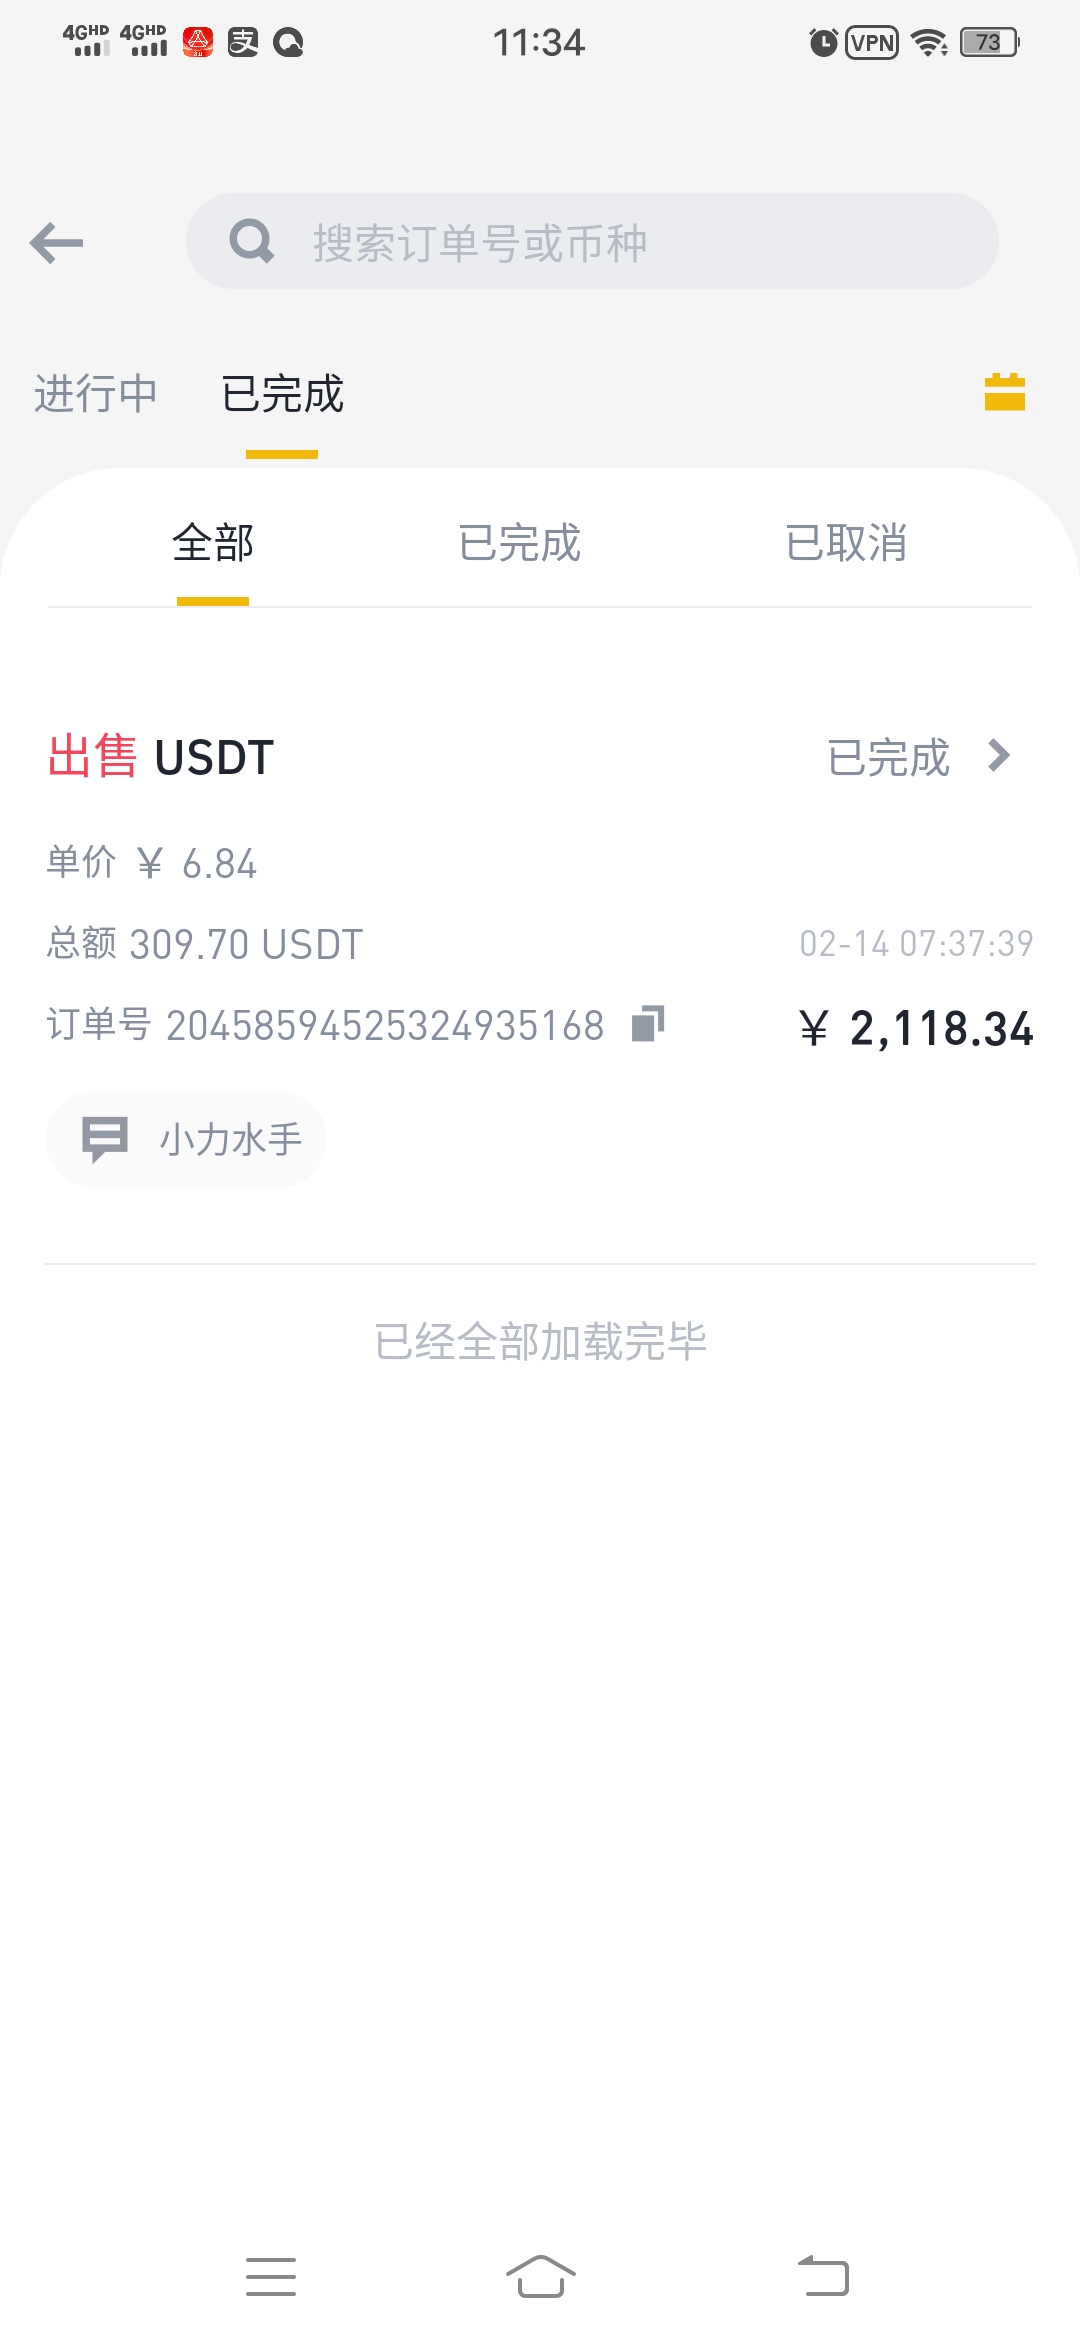 4GHD 4GHD 支 11:34 VPN 73
搜索订单号或币种
进行中 已完成
全部 已完成 已取消
出售 USDT 已完成
单价 ¥ 6.84
总额 309.70 USDT 02-14 07:37:39
订单号 20458594525324935168 ¥ 2,118.34
小力水手
已经全部加载完毕